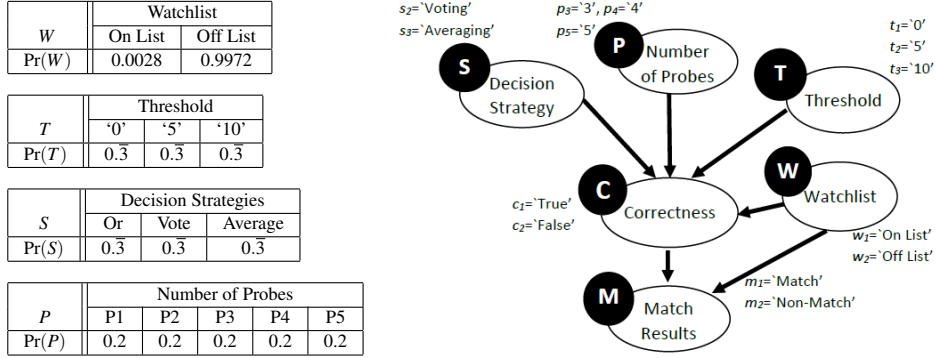 Watchlist
W On List Off List
Pr(W) 0.0028 0.9972
Threshold
T ‘0’ ‘5’ ‘10’
Pr(T) 0.3̅ 0.3̅ 0.3̅
Decision Strategies
S Or Vote Average
Pr(S) 0.3̅ 0.3̅ 0.3̅
Number of Probes
P P1 P2 P3 P4 P5
Pr(P) 0.2 0.2 0.2 0.2 0.2
s₂=`Voting’
s₃=`Averaging’
p₃=‘3’, p₄=‘4’
p₅=‘5’
t₁=‘0’
t₂=‘5’
t₃=‘10’
S
Decision
Strategy
P
Number
of Probes
T
Threshold
C
Correctness
c₁=`True’
c₂=`False’
W
Watchlist
w₁=`On List’
w₂=`Off List’
M
Match
Results
m₁=`Match’
m₂=`Non-Match’